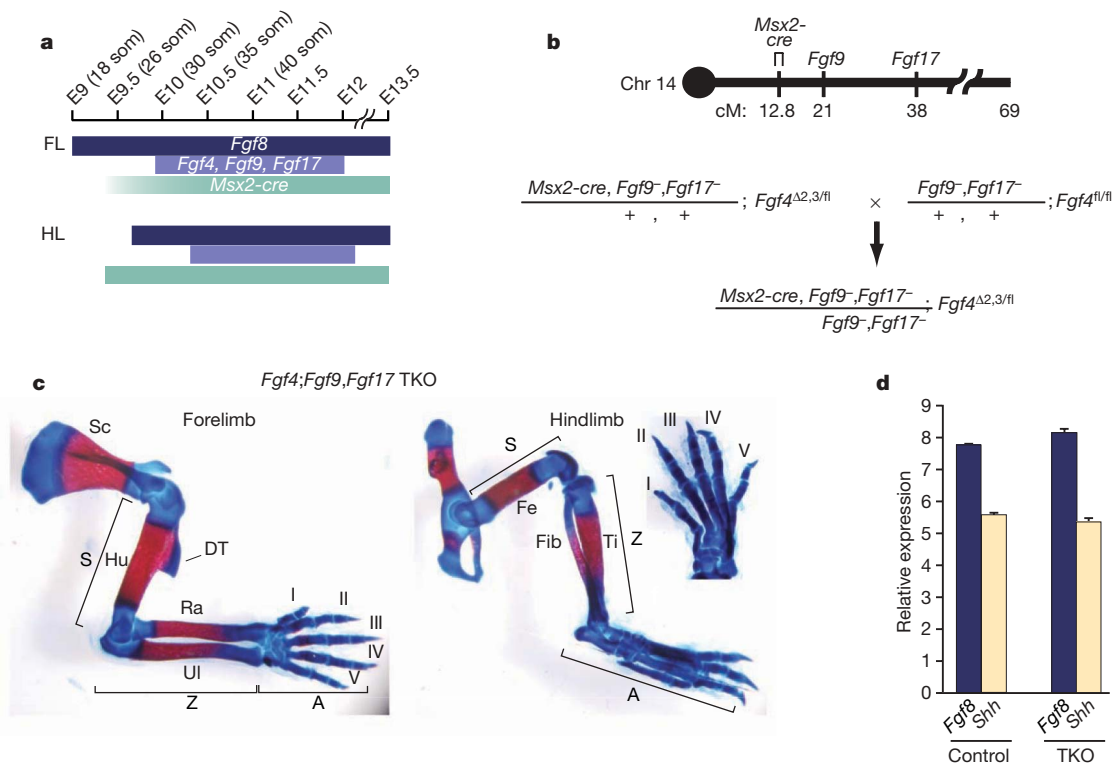 a
E9 (18 som)
E9.5 (26 som)
E10 (30 som)
E10.5 (35 som)
E11 (40 som)
E11.5
E12
E13.5
FL
Fgf8
Fgf4, Fgf9, Fgf17
Msx2-cre
HL
b
Msx2-
cre
Fgf9
Fgf17
Chr 14
cM: 12.8 21 38 69
Msx2-cre, Fgf9⁻,Fgf17⁻ ; Fgf4^Δ2,3/fl × Fgf9⁻,Fgf17⁻ ; Fgf4^fl/fl
+ , + + , +
Msx2-cre, Fgf9⁻,Fgf17⁻ ; Fgf4^Δ2,3/fl
Fgf9⁻,Fgf17⁻
c
Fgf4;Fgf9,Fgf17 TKO
Sc
Forelimb
S
Hu
DT
Ra
Ul
I
II
III
IV
V
Z
A
Hindlimb
S
Fe
Fib
Ti
Z
A
I
II
III
IV
V
d
Relative expression
9
8
7
6
5
4
3
2
1
0
Fgf8
Shh
Fgf8
Shh
Control
TKO